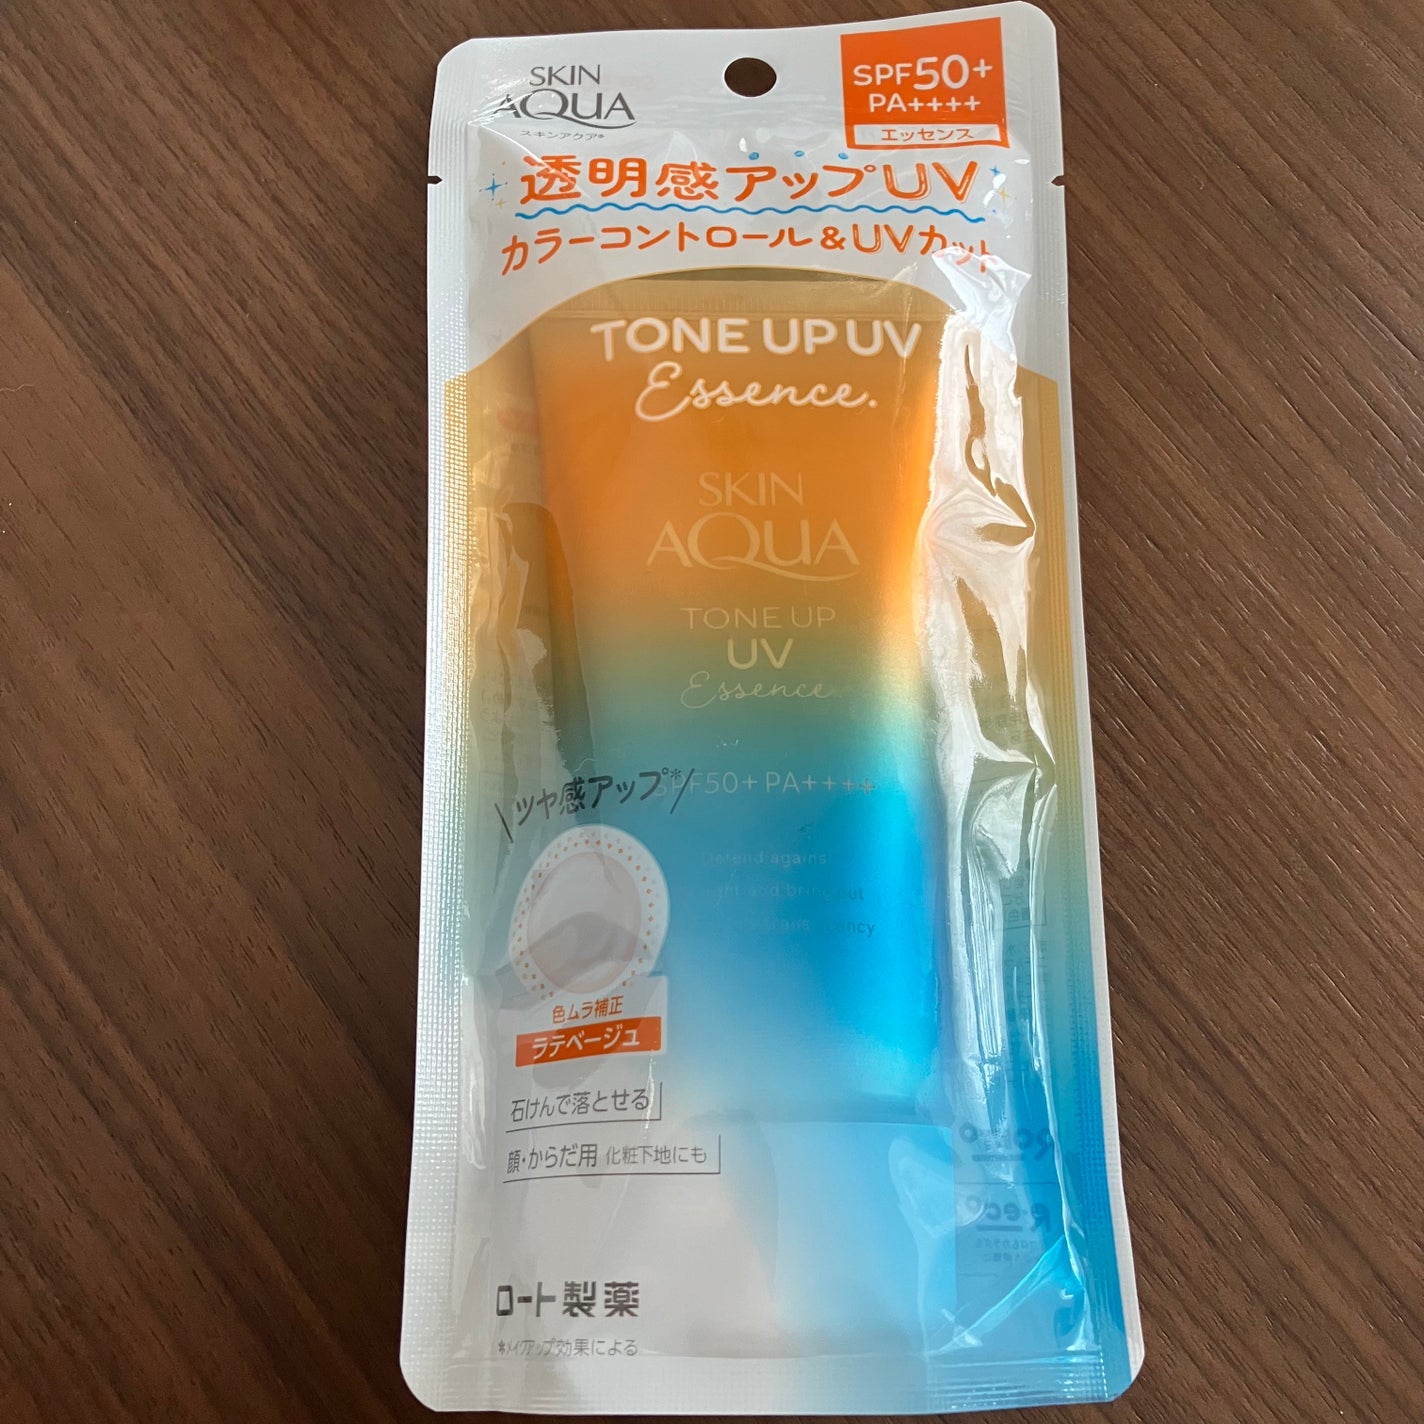 SKIN
AQUA
スキンアクア®
SPF50+
PA++++
エッセンス
透明感アップUV
カラーコントロール&UVカット
TONE UP UV
Essence.
SKIN
AQUA
TONE UP
UV
Essence.
SPF50+ PA++++
\ツヤ感アップ*/
Defend against
and bring out
色ムラ補正
ラテベージュ
石けんで落とせる
顔・からだ用 化粧下地にも
ロート製薬
*メイクアップ効果による